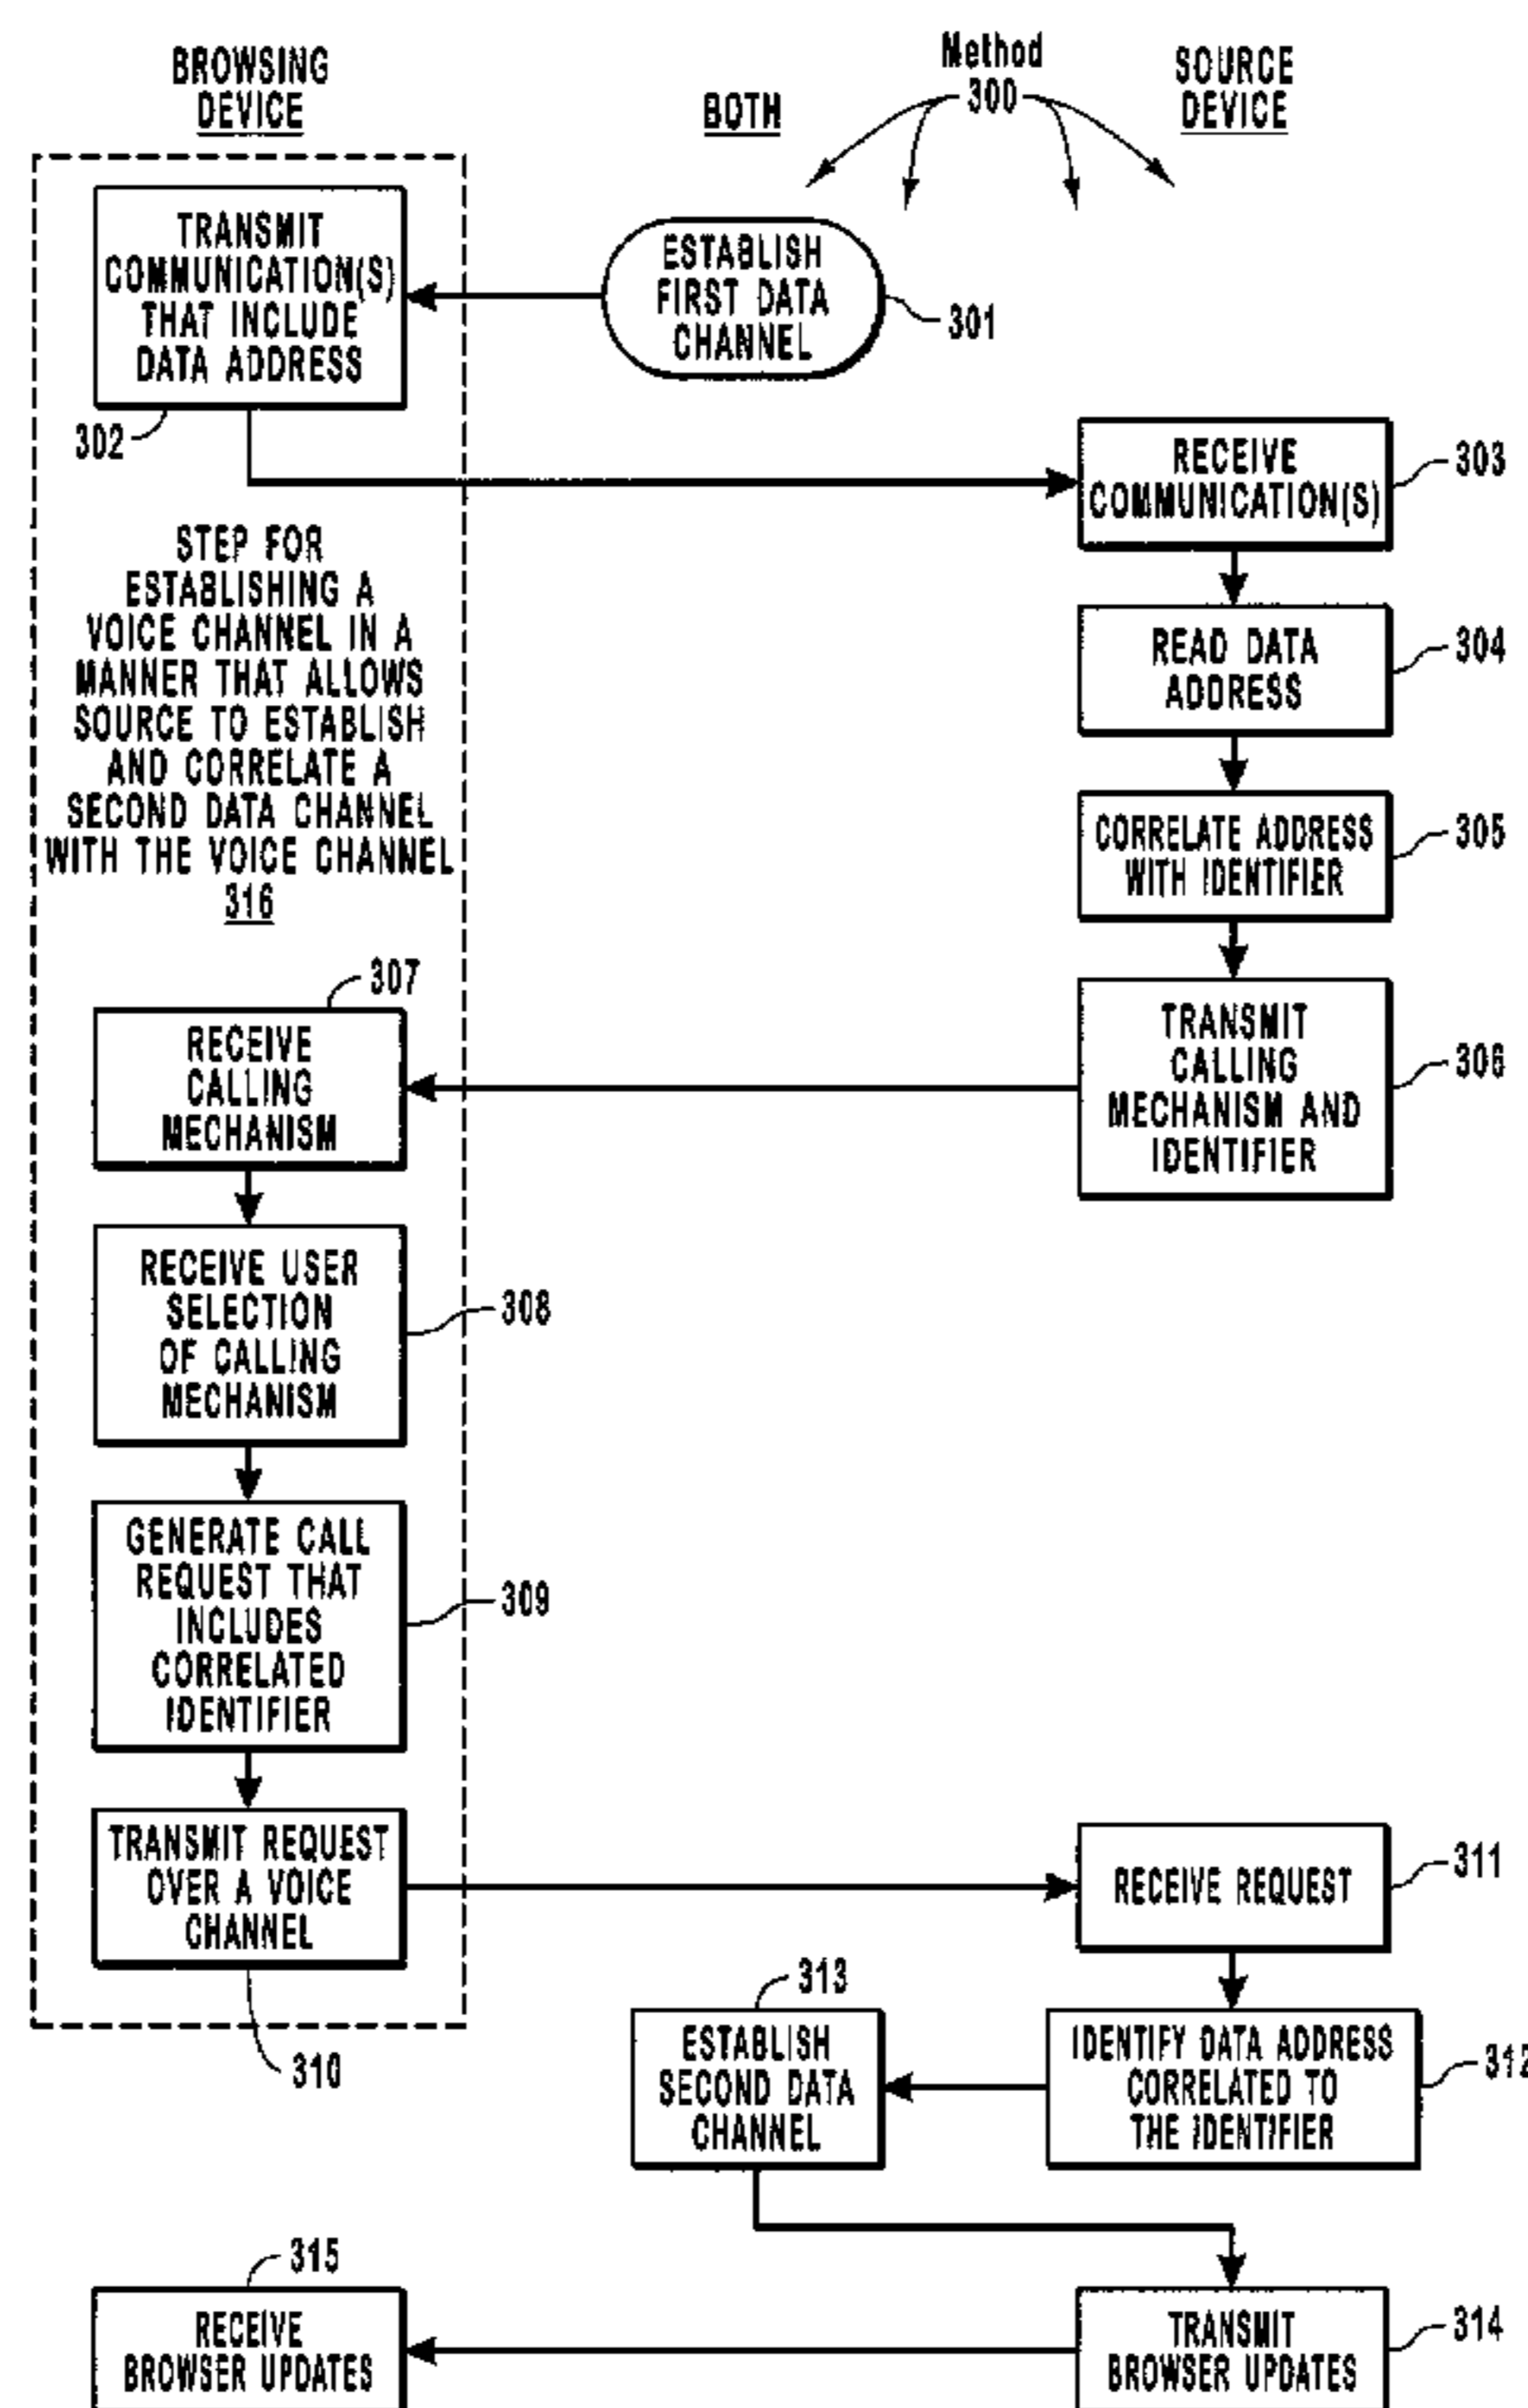 BROWSING
DEVICE
BOTH
Method
300
SOURCE
DEVICE
TRANSMIT
COMMUNICATION(S)
THAT INCLUDE
DATA ADDRESS
302
ESTABLISH
FIRST DATA
CHANNEL
301
RECEIVE
COMMUNICATION(S)
303
READ DATA
ADDRESS
304
CORRELATE ADDRESS
WITH IDENTIFIER
305
TRANSMIT
CALLING
MECHANISM AND
IDENTIFIER
306
STEP FOR
ESTABLISHING A
VOICE CHANNEL IN A
MANNER THAT ALLOWS
SOURCE TO ESTABLISH
AND CORRELATE A
SECOND DATA CHANNEL
WITH THE VOICE CHANNEL
316
307
RECEIVE
CALLING
MECHANISM
RECEIVE USER
SELECTION
OF CALLING
MECHANISM
308
GENERATE CALL
REQUEST THAT
INCLUDES
CORRELATED
IDENTIFIER
309
TRANSMIT REQUEST
OVER A VOICE
CHANNEL
310
RECEIVE REQUEST
311
IDENTIFY DATA ADDRESS
CORRELATED TO
THE IDENTIFIER
312
313
ESTABLISH
SECOND DATA
CHANNEL
TRANSMIT
BROWSER UPDATES
314
315
RECEIVE
BROWSER UPDATES